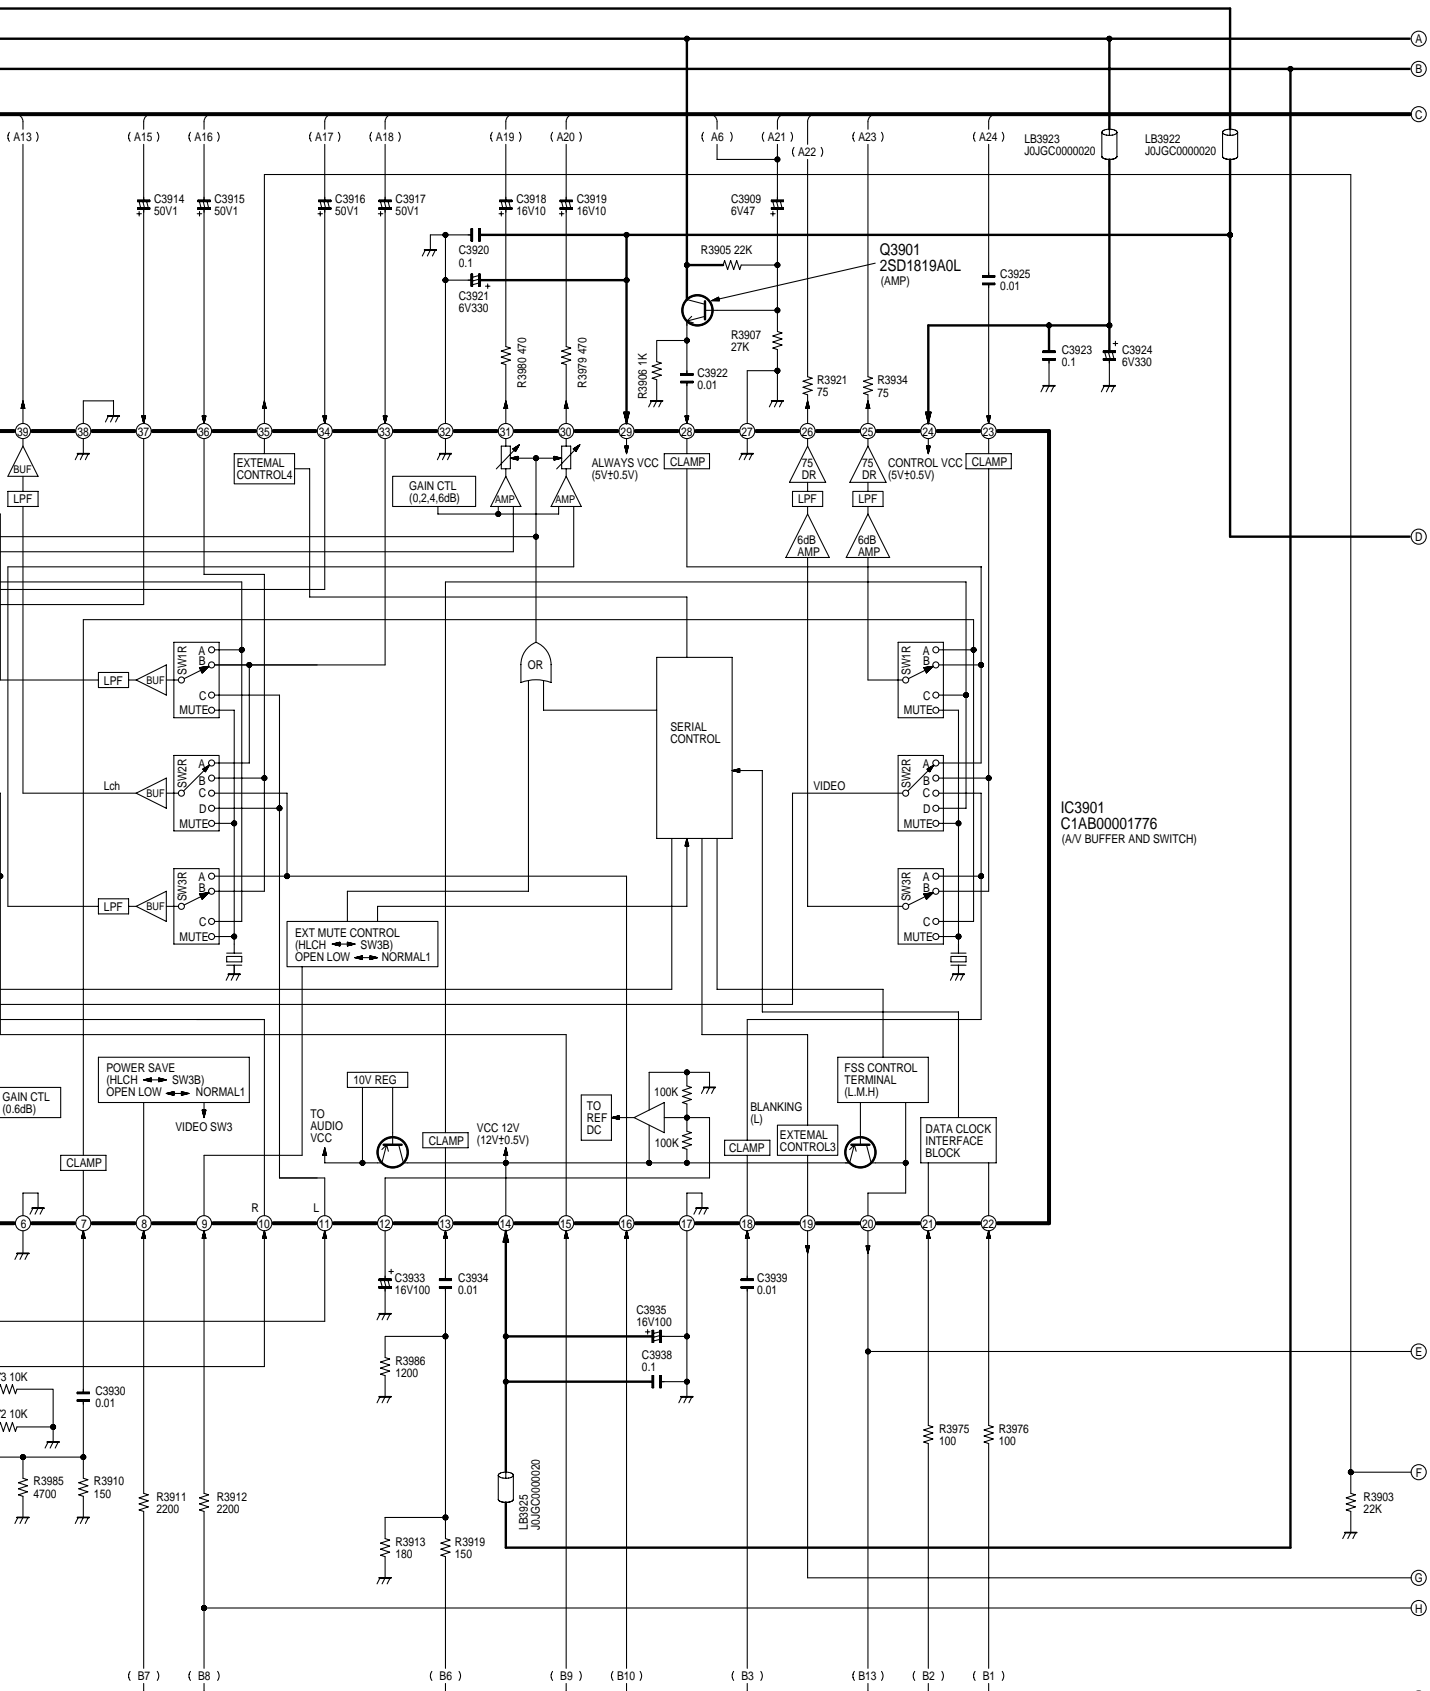 A
B
C
( A13 )
( A15 )
( A16 )
( A17 )
( A18 )
( A19 )
( A20 )
( A6 )
( A21 )
( A22 )
( A23 )
( A24 )
LB3923
J0JGC0000020
LB3922
J0JGC0000020
C3914
50V1
C3915
50V1
C3916
50V1
C3917
50V1
C3918
16V10
C3919
16V10
C3909
6V47
C3920
0.1
C3921
6V330
R3905 22K
Q3901
2SD1819A0L
(AMP)
C3925
0.01
R3980 470
R3979 470
R3906 1K
C3922
0.01
R3907
27K
R3921
75
R3934
75
C3923
0.1
C3924
6V330
39
38
37
36
35
34
33
32
31
30
29
28
27
26
25
24
23
BUF
LPF
EXTEMAL
CONTROL4
GAIN CTL
(0,2,4,6dB)
AMP
AMP
ALWAYS VCC
(5V±0.5V)
CLAMP
75
DR
LPF
6dB
AMP
75
DR
LPF
6dB
AMP
CONTROL VCC
(5V±0.5V)
CLAMP
D
LPF
BUF
SW1R
A
B
C
MUTE
OR
SERIAL
CONTROL
SW1R
A
B
C
MUTE
Lch
BUF
SW2R
A
B
C
D
MUTE
VIDEO
SW2R
A
B
C
D
MUTE
IC3901
C1AB00001776
(A/V BUFFER AND SWITCH)
LPF
BUF
SW3R
A
B
C
MUTE
EXT MUTE CONTROL
(HLCH SW3B)
OPEN LOW NORMAL1
SW3R
A
B
C
MUTE
GAIN CTL
(0.6dB)
POWER SAVE
(HLCH SW3B)
OPEN LOW NORMAL1
VIDEO SW3
CLAMP
10V REG
TO
AUDIO
VCC
CLAMP
VCC 12V
(12V±0.5V)
TO
REF
DC
100K
100K
BLANKING
(L)
CLAMP
EXTEMAL
CONTROL3
FSS CONTROL
TERMINAL
(L.M.H)
DATA CLOCK
INTERFACE
BLOCK
R
L
6
7
8
9
10
11
12
13
14
15
16
17
18
19
20
21
22
C3933
16V100
C3934
0.01
C3935
16V100
C3938
0.1
C3939
0.01
E
R3986
1200
3 10K
2 10K
C3930
0.01
R3985
4700
R3910
150
R3911
2200
R3912
2200
R3913
180
R3919
150
LB3925
J0JGC0000020
R3975
100
R3976
100
F
R3903
22K
G
H
( B7 )
( B8 )
( B6 )
( B9 )
( B10 )
( B3 )
( B13 )
( B2 )
( B1 )